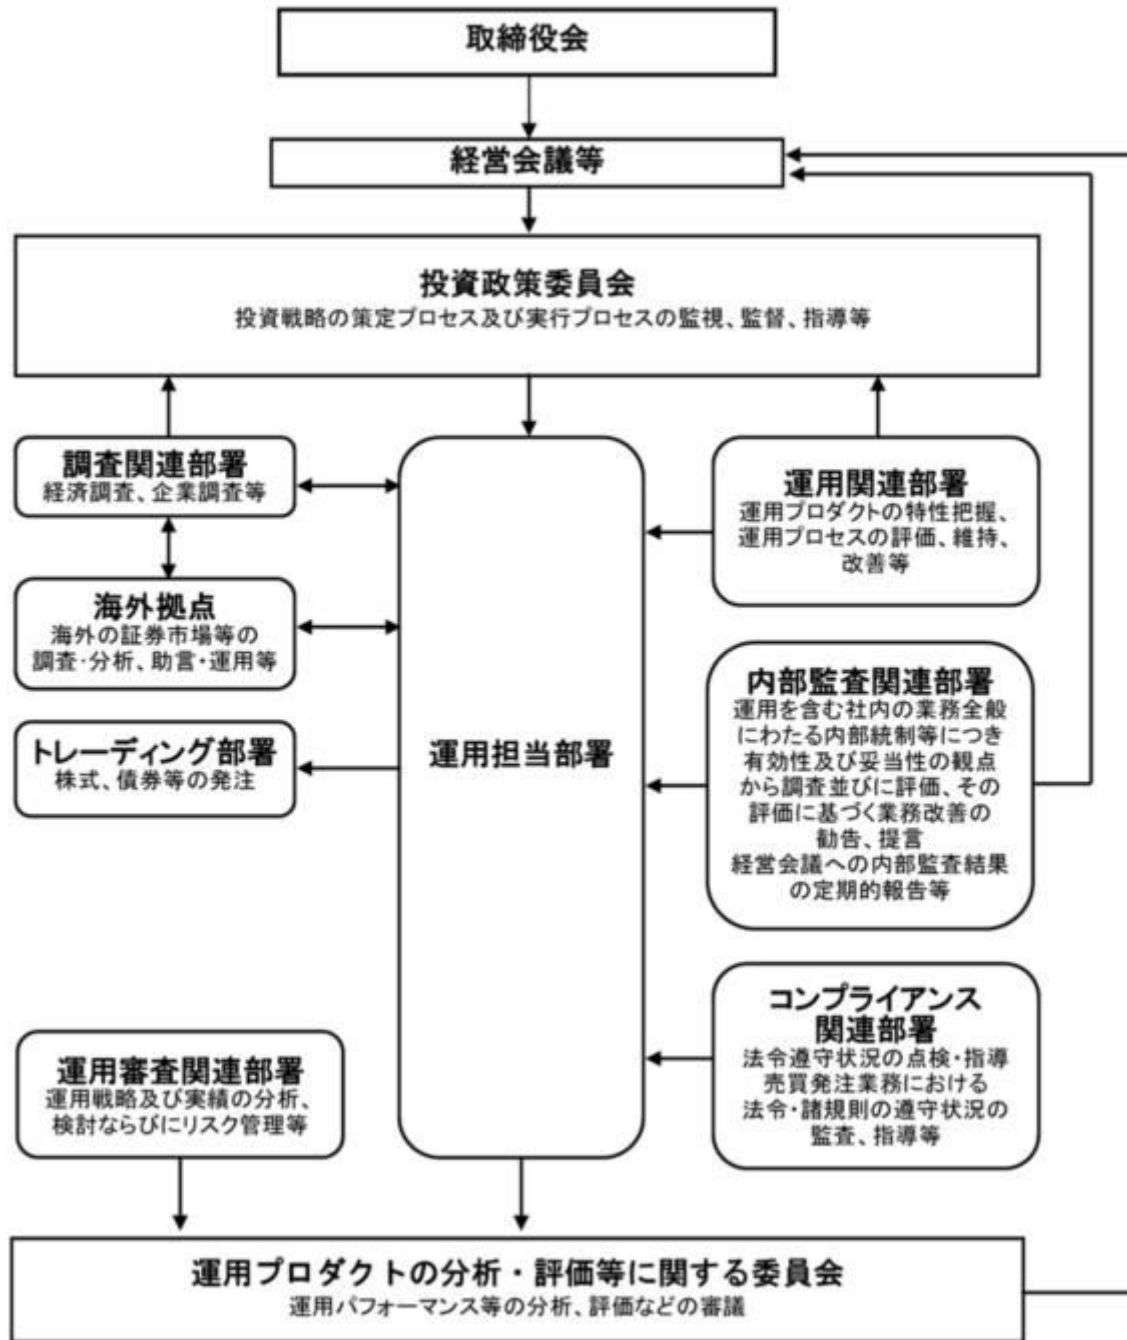 取締役会
経営会議等
投資政策委員会
投資戦略の策定プロセス及び実行プロセスの監視、監督、指導等
調査関連部署
経済調査、企業調査等
海外拠点
海外の証券市場等の
調査・分析、助言・運用等
トレーディング部署
株式、債券等の発注
運用担当部署
運用関連部署
運用プロダクトの特性把握、
運用プロセスの評価、維持、
改善等
内部監査関連部署
運用を含む社内の業務全般
にわたる内部統制等につき
有効性及び妥当性の観点
から調査並びに評価、その
評価に基づく業務改善の
勧告、提言
経営会議への内部監査結果
の定期的報告等
コンプライアンス
関連部署
法令遵守状況の点検・指導
売買発注業務における
法令・諸規則の遵守状況の
監査、指導等
運用審査関連部署
運用戦略及び実績の分析、
検討ならびにリスク管理等
運用プロダクトの分析・評価等に関する委員会
運用パフォーマンス等の分析、評価などの審議